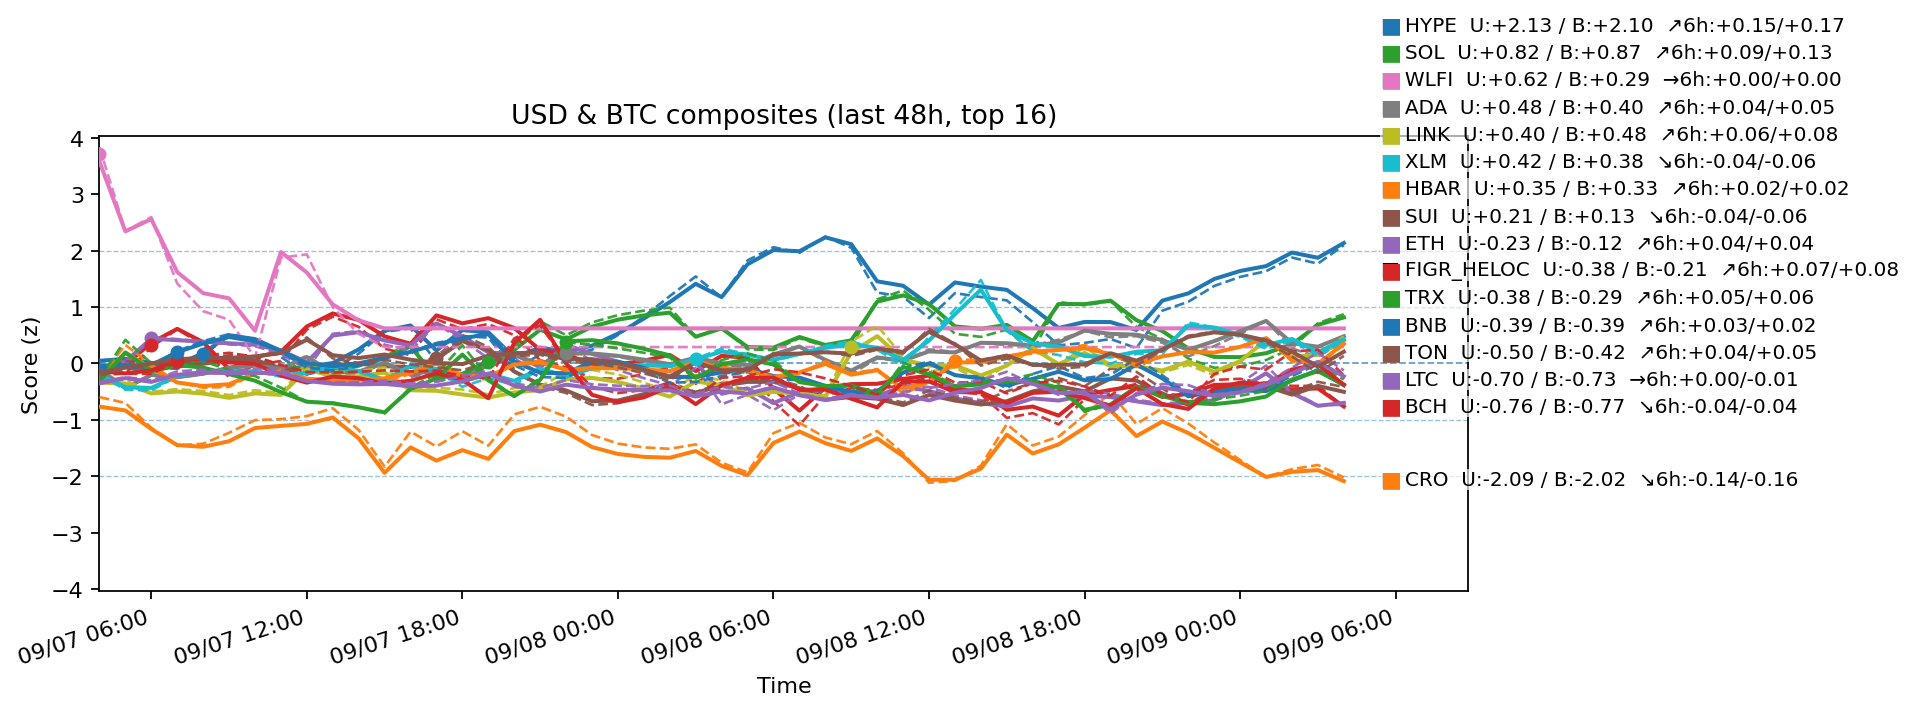 HYPE  U:+2.13 / B:+2.10  ↗6h:+0.15/+0.17
SOL  U:+0.82 / B:+0.87  ↗6h:+0.09/+0.13
WLFI  U:+0.62 / B:+0.29  →6h:+0.00/+0.00
ADA  U:+0.48 / B:+0.40  ↗6h:+0.04/+0.05
LINK  U:+0.40 / B:+0.48  ↗6h:+0.06/+0.08
XLM  U:+0.42 / B:+0.38  ↘6h:-0.04/-0.06
HBAR  U:+0.35 / B:+0.33  ↗6h:+0.02/+0.02
SUI  U:+0.21 / B:+0.13  ↘6h:-0.04/-0.06
ETH  U:-0.23 / B:-0.12  ↗6h:+0.04/+0.04
FIGR_HELOC  U:-0.38 / B:-0.21  ↗6h:+0.07/+0.08
TRX  U:-0.38 / B:-0.29  ↗6h:+0.05/+0.06
BNB  U:-0.39 / B:-0.39  ↗6h:+0.03/+0.02
TON  U:-0.50 / B:-0.42  ↗6h:+0.04/+0.05
LTC  U:-0.70 / B:-0.73  →6h:+0.00/-0.01
BCH  U:-0.76 / B:-0.77  ↘6h:-0.04/-0.04
CRO  U:-2.09 / B:-2.02  ↘6h:-0.14/-0.16
USD & BTC composites (last 48h, top 16)
Score (z)
4
3
2
1
0
−1
−2
−3
−4
09/07 06:00
09/07 12:00
09/07 18:00
09/08 00:00
09/08 06:00
09/08 12:00
09/08 18:00
09/09 00:00
09/09 06:00
Time